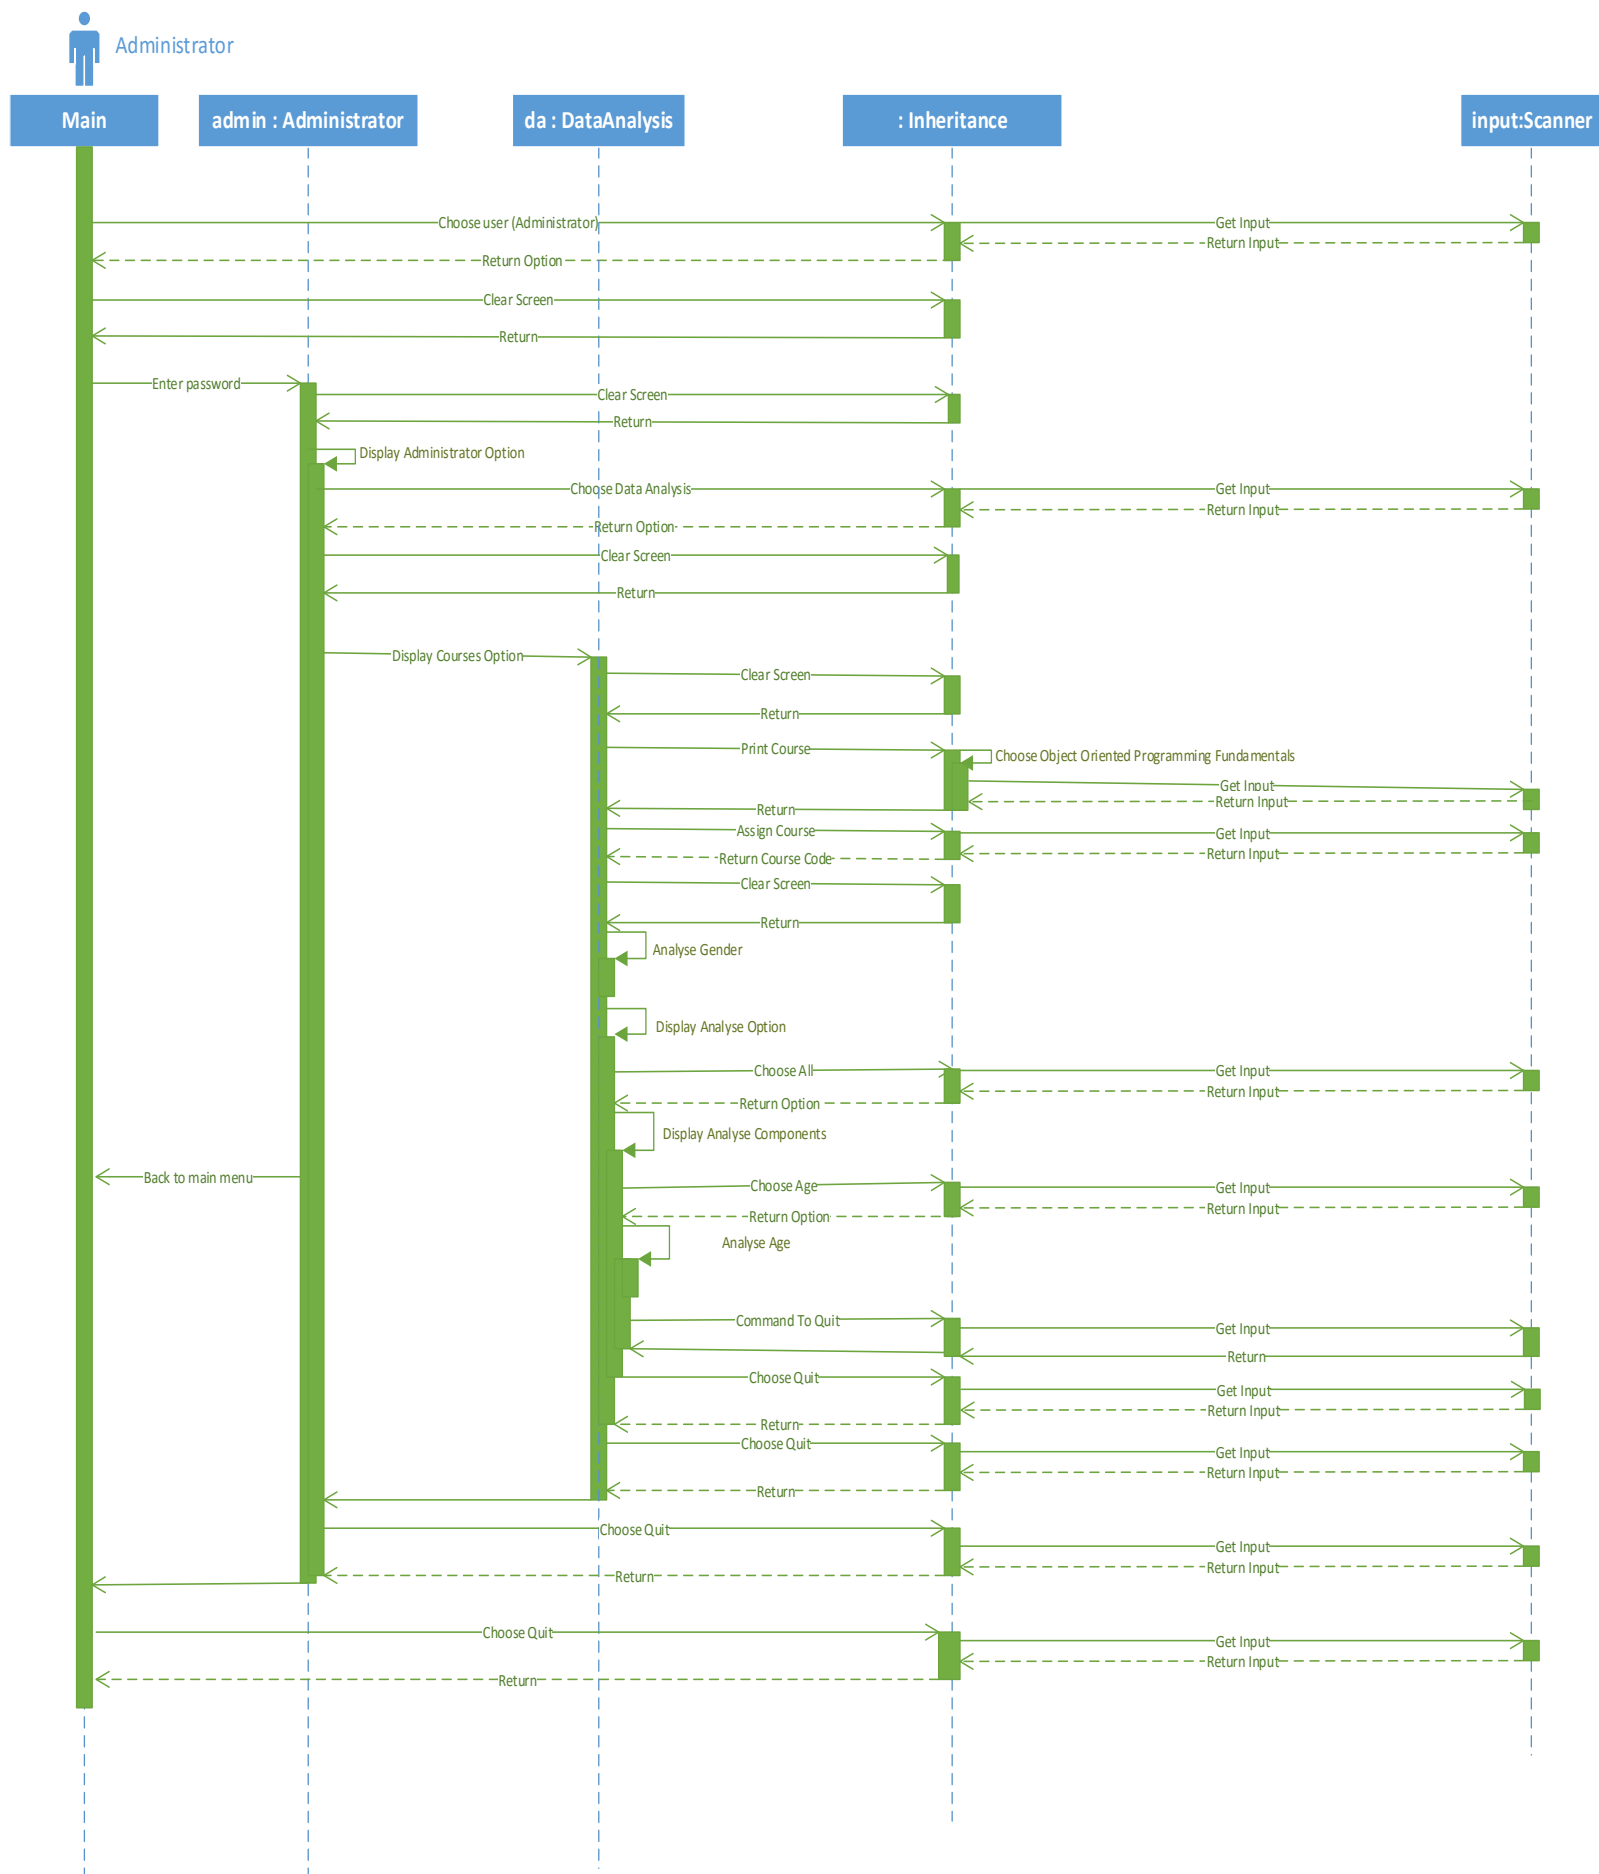 Administrator
Main
admin : Administrator
da : DataAnalysis
: Inheritance
input:Scanner
Choose user (Administrator)
Get Input
Return Input
Return Option
Clear Screen
Return
Enter password
Clear Screen
Return
Display Administrator Option
Choose Data Analysis
Get Input
Return Input
Return Option
Clear Screen
Return
Display Courses Option
Clear Screen
Return
Print Course
Choose Object Oriented Programming Fundamentals
Get Input
Return Input
Return
Assign Course
Get Input
Return Input
Return Course Code
Clear Screen
Return
Analyse Gender
Display Analyse Option
Choose All
Get Input
Return Input
Return Option
Display Analyse Components
Back to main menu
Choose Age
Get Input
Return Input
Return Option
Analyse Age
Command To Quit
Get Input
Return
Choose Quit
Get Input
Return Input
Return
Choose Quit
Get Input
Return Input
Return
Choose Quit
Get Input
Return Input
Return
Choose Quit
Get Input
Return Input
Return